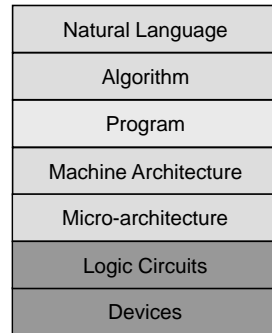 Natural Language
Algorithm
Program
Machine Architecture
Micro-architecture
Logic Circuits
Devices